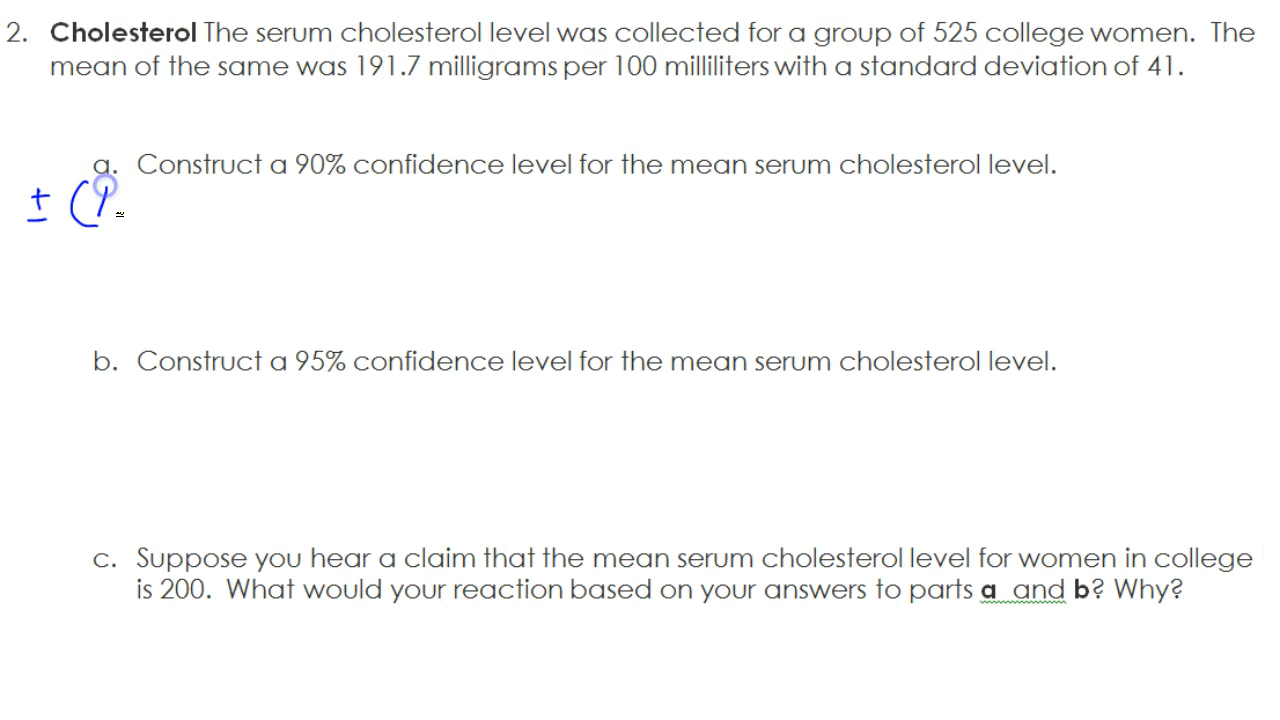 2. Cholesterol The serum cholesterol level was collected for a group of 525 college women. The
mean of the same was 191.7 milligrams per 100 milliliters with a standard deviation of 41.
a. Construct a 90% confidence level for the mean serum cholesterol level.
± (
b. Construct a 95% confidence level for the mean serum cholesterol level.
c. Suppose you hear a claim that the mean serum cholesterol level for women in college
is 200. What would your reaction based on your answers to parts a and b? Why?